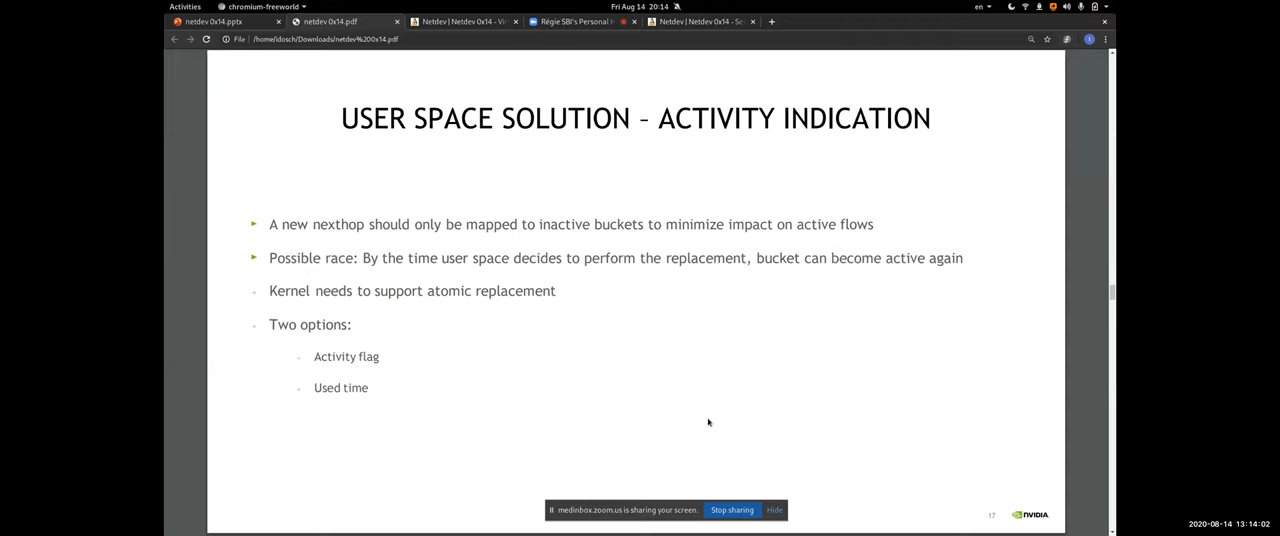 Activities
chromium-freeworld
Fri Aug 14 20:14
en
netdev 0x14.pptx
netdev 0x14.pdf
Netdev | Netdev 0x14 - Vi
Régie SBI's Personal
Netdev | Netdev 0x14 - Se
File
/home/idosch/Downloads/netdev%200x14.pdf
USER SPACE SOLUTION – ACTIVITY INDICATION
A new nexthop should only be mapped to inactive buckets to minimize impact on active flows
Possible race: By the time user space decides to perform the replacement, bucket can become active again
Kernel needs to support atomic replacement
Two options:
Activity flag
Used time
medinbox.zoom.us is sharing your screen.
Stop sharing
Hide
17
NVIDIA.
2020-08-14 13:14:02